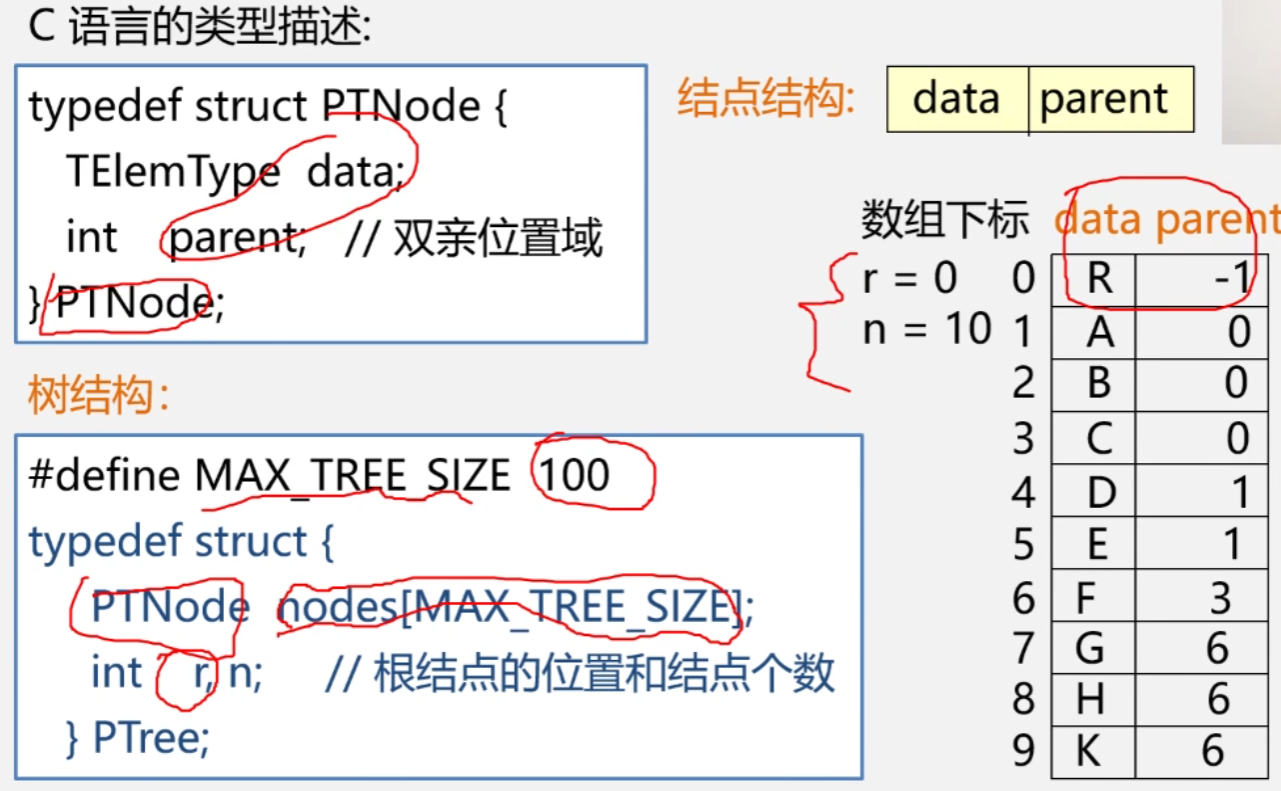 C 语言的类型描述:
typedef struct PTNode {
TElemType data;
int parent; // 双亲位置域
} PTNode;
结点结构: data parent
树结构：
#define MAX_TREE_SIZE 100
typedef struct {
PTNode nodes[MAX_TREE_SIZE];
int r, n; // 根结点的位置和结点个数
} PTree;
数组下标 data parent
r = 0 0 R -1
n = 10 1 A 0
2 B 0
3 C 0
4 D 1
5 E 1
6 F 3
7 G 6
8 H 6
9 K 6